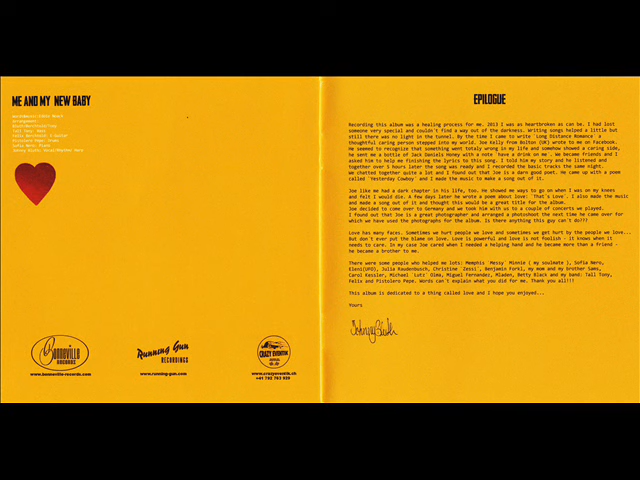 ME AND MY NEW BABY
Arrangement:
Tall Tony: Bass
Sofia Nero: Piano
Bonneville
RECORDS
www.bonneville-records.com
Running Gun
RECORDINGS
www.running-gun.com
CRAZY EVENTIM
www.crazyeventim.ch
EPILOGUE
Recording this album was a healing process for me. 2013 I was as heartbroken as can be. I had lost
someone very special and couldn't find a way out of the darkness. Writing songs helped a little but
still there was no light in the tunnel. By the time I came to write ´Long Distance Romance´ a
thoughtful caring person stepped into my world. Joe Kelly from Bolton (UK) wrote to me on Facebook.
He seemed to recognize that something went totaly wrong in my life and somehow showed a caring side,
he sent me a bottle of Jack Daniels Honey with a note ´have a drink on me´. We became friends and I
asked him to help me finishing the lyrics to this song. I told him my story and he listened and
together over 5 hours later the song was ready and I recorded the basic tracks the same night.
We chatted together quite a lot and I found out that Joe is a darn good poet. He came up with a poem
called ´Yesterday Cowboy´ and I made the music to make a song out of it.
Joe like me had a dark chapter in his life, too. He showed me ways to go on when I was on my knees
and felt I would die. A few days later he wrote a poem about love: ´That´s Love´. I also made the music
and made a song out of it and thought this would be a great title for the album.
Joe decided to come over to Germany and we took him with us to a couple of concerts we played.
I found out that Joe is a great photographer and arranged a photoshoot the next time he came over for
which we have used the photographs for the album. Is there anything this guy can´t do???
Love has many faces. Sometimes we hurt people we love and sometimes we get hurt by the people we love...
But don´t ever put the blame on love. Love is powerful and love is not foolish - it knows when it
needs to care. In my case Joe cared when I needed a helping hand and he became more than a friend -
he became a brother to me.
There were some people who helped me lots: Memphis ´Messy´ Minnie ( my soulmate ), Sofia Nero,
Eleni(UFO), Julia Raudenbusch, Christine ´Zessi´, Benjamin Forkl, my mom and my brother Sams,
Carol Kessler, Michael ´Lutz´ Olma, Miguel Fernandez, Mladen, Betty Black and my band: Tall Tony,
Felix and Pistolero Pepe. Words can´t explain what you did for me. Thank you all!!!
This album is dedicated to a thing called love and I hope you enjoyed...
Yours